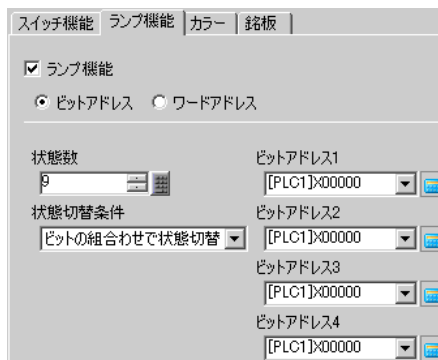 スイッチ機能 ランプ機能 カラー 銘板
ランプ機能
ビットアドレス ワードアドレス
状態数
9
状態切替条件
ビットの組合わせで状態切替
ビットアドレス1
[PLC1]X00000
ビットアドレス2
[PLC1]X00000
ビットアドレス3
[PLC1]X00000
ビットアドレス4
[PLC1]X00000